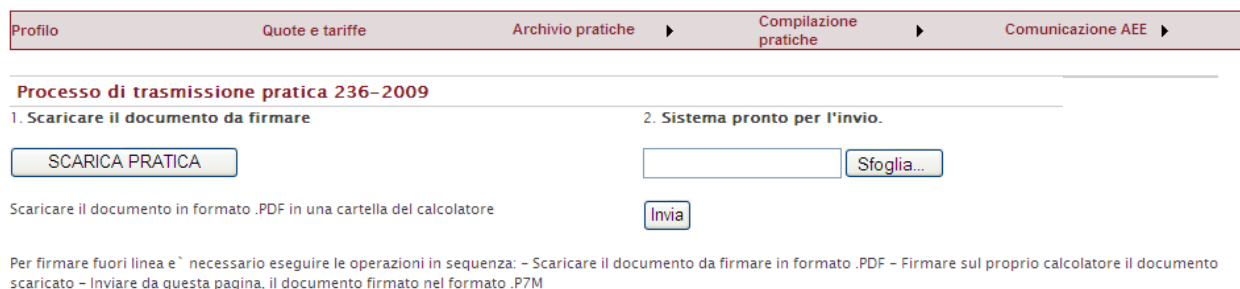 Profilo Quote e tariffe Archivio pratiche Compilazione pratiche Comunicazione AEE
Processo di trasmissione pratica 236-2009
1. Scaricare il documento da firmare
2. Sistema pronto per l'invio.
SCARICA PRATICA
Sfoglia...
Scaricare il documento in formato .PDF in una cartella del calcolatore
Invia
Per firmare fuori linea e` necessario eseguire le operazioni in sequenza: - Scaricare il documento da firmare in formato .PDF - Firmare sul proprio calcolatore il documento
scaricato - Inviare da questa pagina, il documento firmato nel formato .P7M